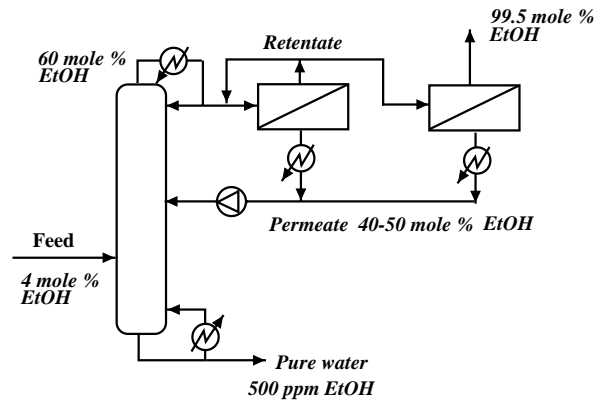 99.5 mole %
EtOH
60 mole %
EtOH
Retentate
Permeate 40-50 mole % EtOH
Feed
4 mole %
EtOH
Pure water
500 ppm EtOH